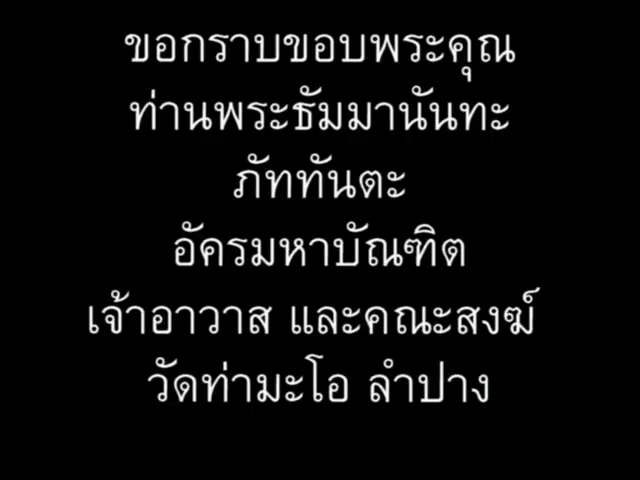 ขอกราบขอบพระคุณ
ท่านพระธัมมานันทะ
ภัททันตะ
อัครมหาบัณฑิต
เจ้าอาวาส และคณะสงฆ์
วัดท่ามะโอ ลำปาง